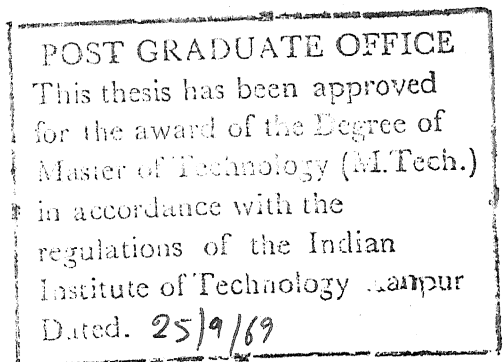 POST GRADUATE OFFICE
This thesis has been approved
for the award of the Degree of
Master of Technology (M.Tech.)
in accordance with the
regulations of the Indian
Institute of Technology Kanpur
Dated. 25/9/69